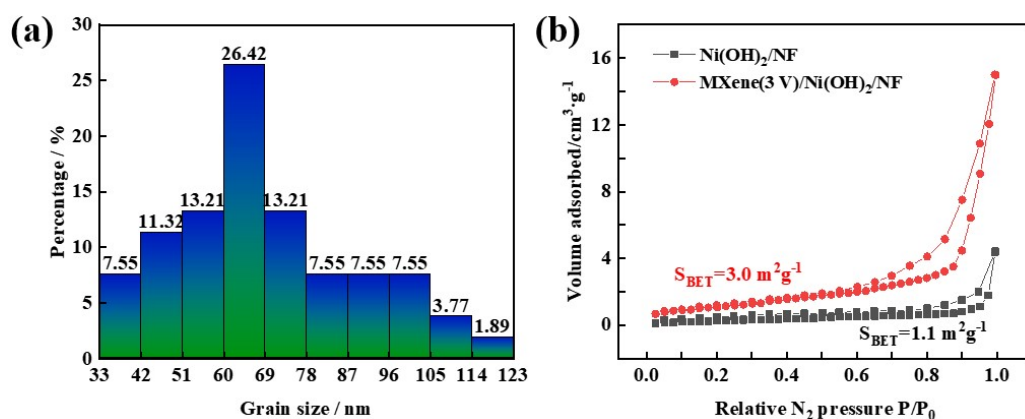 (a)
Percentage / %
30
25
20
15
10
5
0
7.55
11.32
13.21
26.42
13.21
7.55
7.55
7.55
3.77
1.89
33 42 51 60 69 78 87 96 105 114 123
Grain size / nm
(b)
Volume adsorbed/cm³·g⁻¹
16
12
8
4
0
Ni(OH)₂/NF
MXene(3 V)/Ni(OH)₂/NF
S_BET=3.0 m²g⁻¹
S_BET=1.1 m²g⁻¹
0.0 0.2 0.4 0.6 0.8 1.0
Relative N₂ pressure P/P₀